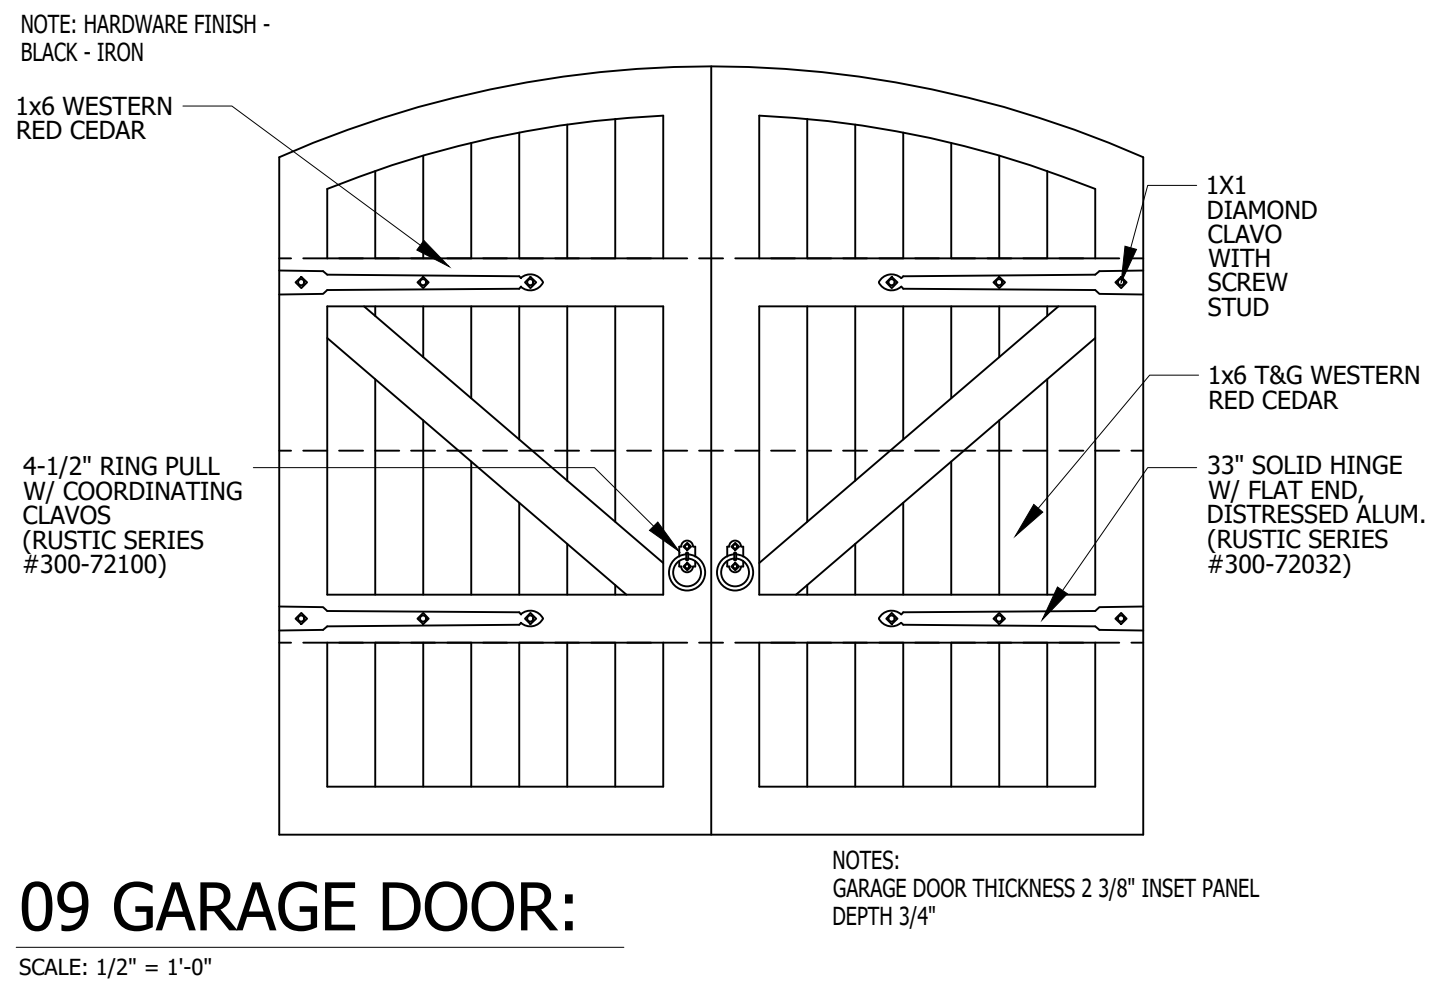 NOTE: HARDWARE FINISH -
BLACK - IRON
1x6 WESTERN
RED CEDAR
1X1
DIAMOND
CLAVO
WITH
SCREW
STUD
1x6 T&G WESTERN
RED CEDAR
4-1/2" RING PULL
W/ COORDINATING
CLAVOS
(RUSTIC SERIES
#300-72100)
33" SOLID HINGE
W/ FLAT END,
DISTRESSED ALUM.
(RUSTIC SERIES
#300-72032)
NOTES:
GARAGE DOOR THICKNESS 2 3/8" INSET PANEL
DEPTH 3/4"
09 GARAGE DOOR:
SCALE: 1/2" = 1'-0"